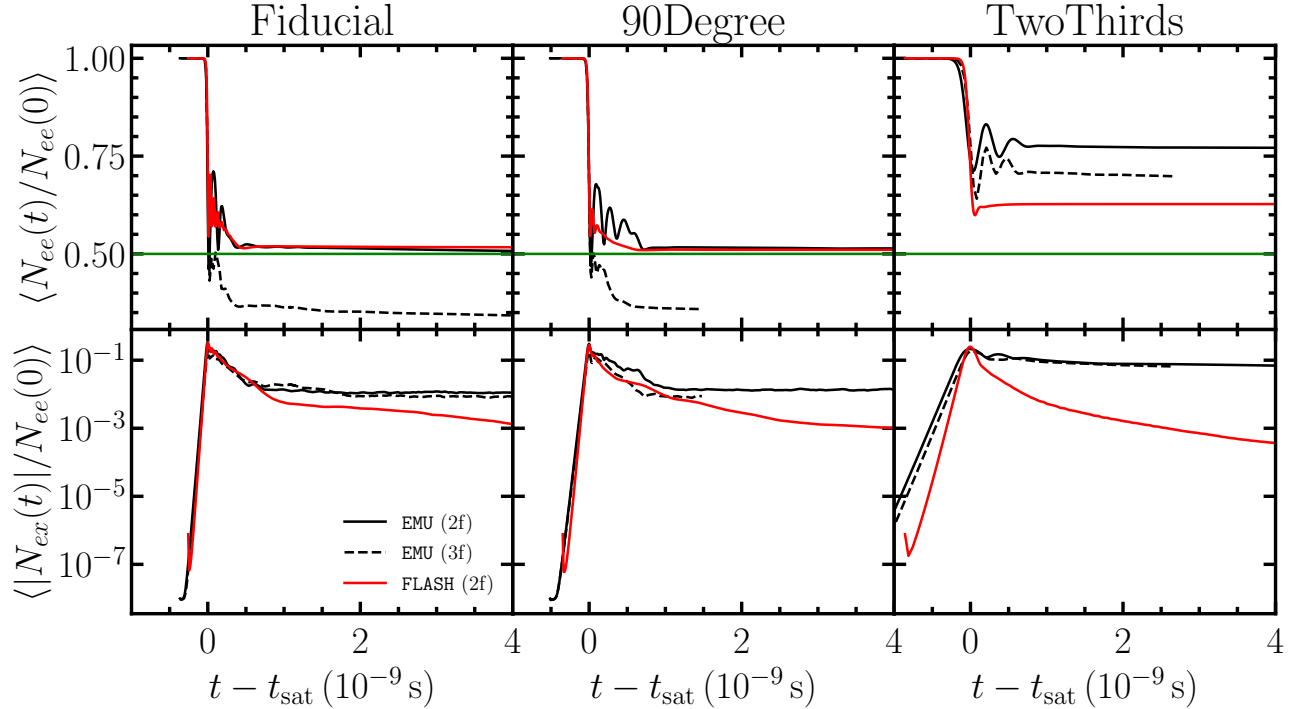 Fiducial 90Degree TwoThirds
⟨N_ee(t)/N_ee(0)⟩
1.00
0.75
0.50
⟨|N_ex(t)|/N_ee(0)⟩
10^−1
10^−3
10^−5
10^−7
EMU (2f)
EMU (3f)
FLASH (2f)
0 2 4 0 2 4 0 2 4
t − t_sat (10^−9 s) t − t_sat (10^−9 s) t − t_sat (10^−9 s)